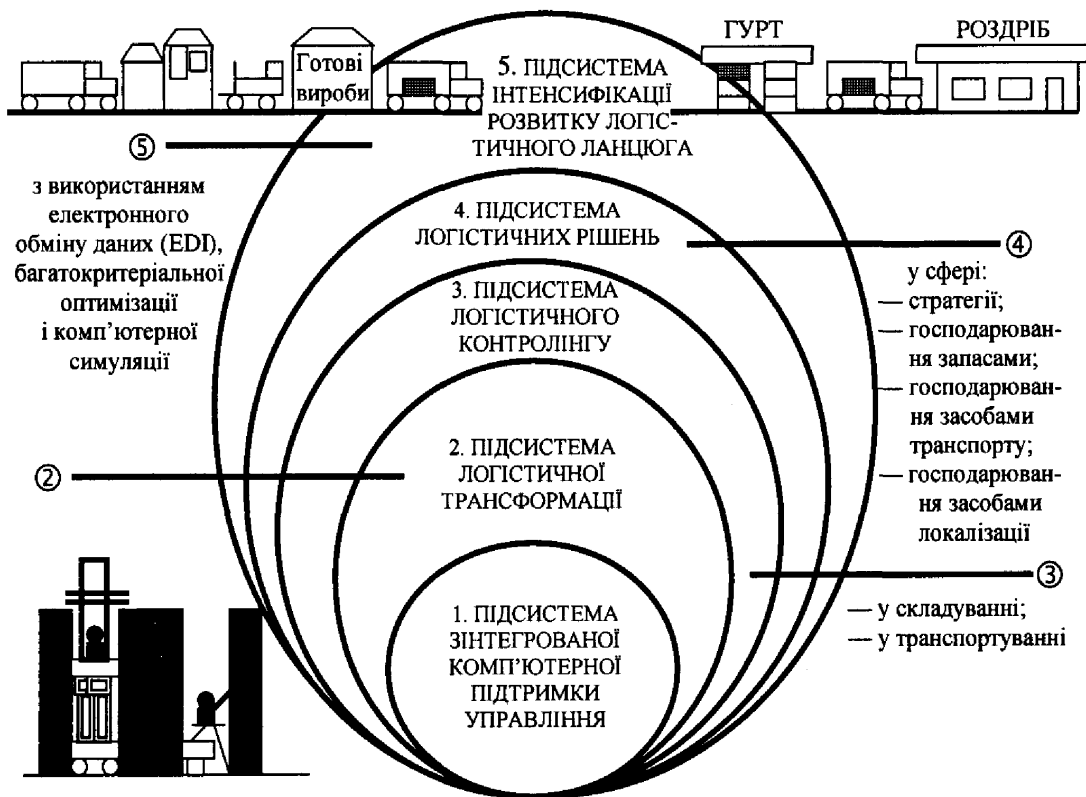 ГУРТ
РОЗДРІБ
Готові
вироби
5. ПІДСИСТЕМА
ІНТЕНСИФІКАЦІЇ
РОЗВИТКУ ЛОГІС-
ТИЧНОГО ЛАНЦЮГА
⑤
з використанням
електронного
обміну даних (EDI),
багатокритеріальної
оптимізації
і комп’ютерної
симуляції
4. ПІДСИСТЕМА
ЛОГІСТИЧНИХ РІШЕНЬ
④
у сфері:
— стратегії;
— господарюван-
ня запасами;
— господарюван-
ня засобами
транспорту;
— господарюван-
ня засобами
локалізації
3. ПІДСИСТЕМА
ЛОГІСТИЧНОГО
КОНТРОЛІНГУ
2. ПІДСИСТЕМА
ЛОГІСТИЧНОЇ
ТРАНСФОРМАЦІЇ
②
③
— у складуванні;
— у транспортуванні
1. ПІДСИСТЕМА
ЗІНТЕГРОВАНОЇ
КОМП’ЮТЕРНОЇ
ПІДТРИМКИ
УПРАВЛІННЯ